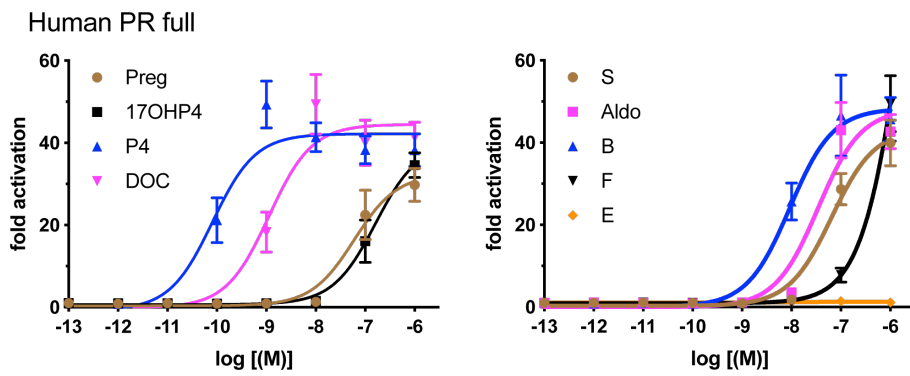 Human PR full
60
40
20
0
fold activation
Preg
17OHP4
P4
DOC
-13 -12 -11 -10 -9 -8 -7 -6
log [(M)]
60
40
20
0
fold activation
S
Aldo
B
F
E
-13 -12 -11 -10 -9 -8 -7 -6
log [(M)]